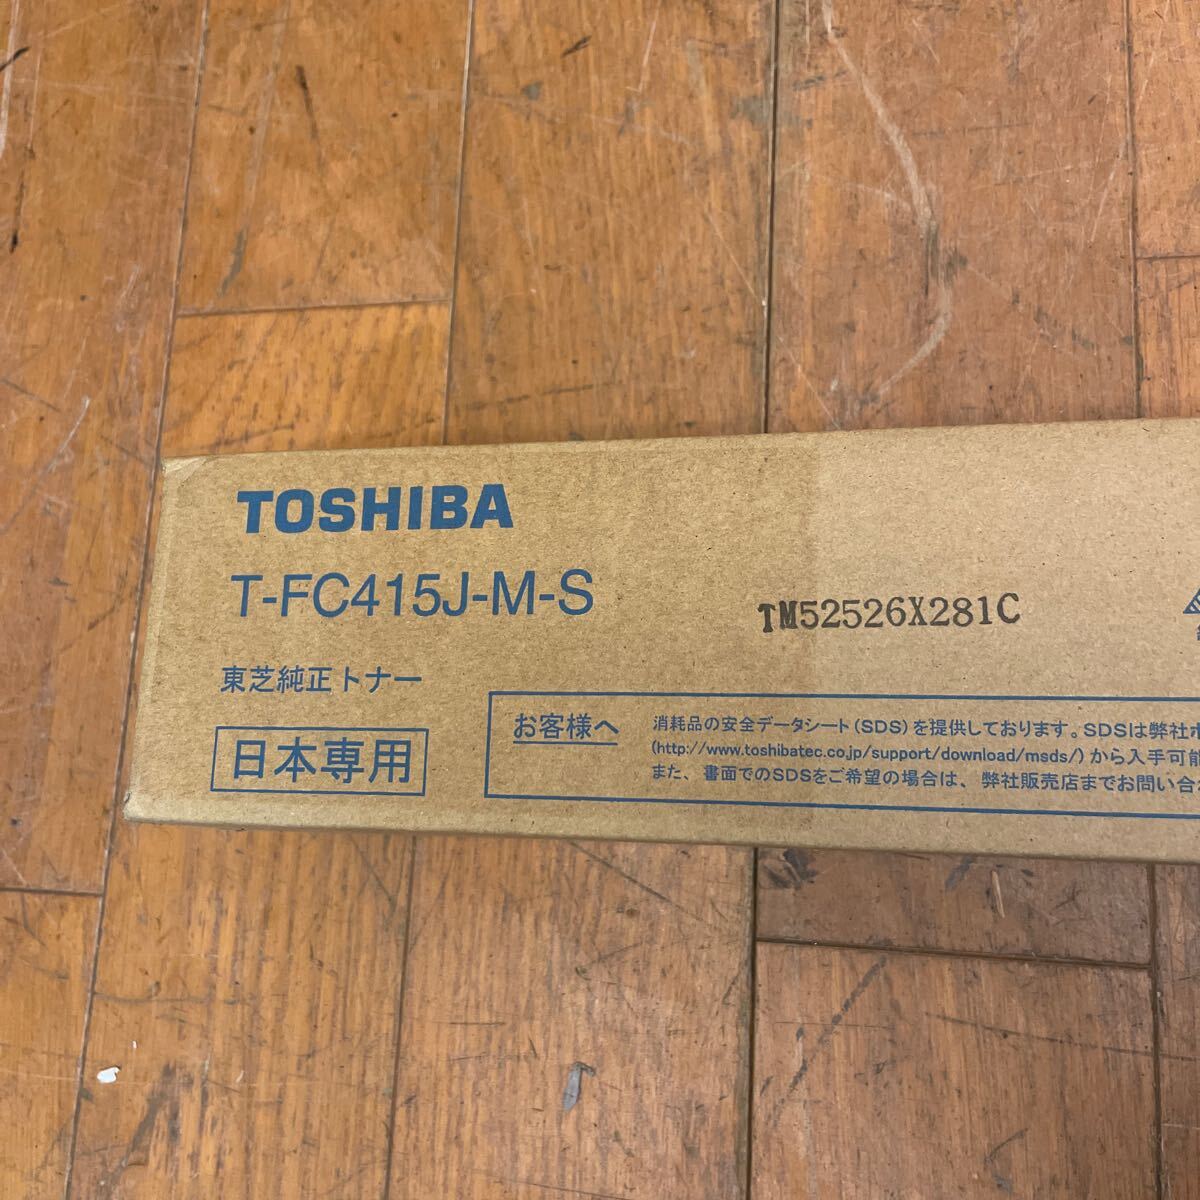 TOSHIBA
T-FC415J-M-S
TM52526X281C
東芝純正トナー
日本専用
お客様へ
消耗品の安全データシート(SDS)を提供しております。SDSは弊社ホ
(http://www.toshibatec.co.jp/support/download/msds/)から入手可能
また、書面でのSDSをご希望の場合は、弊社販売店までお問い合わ